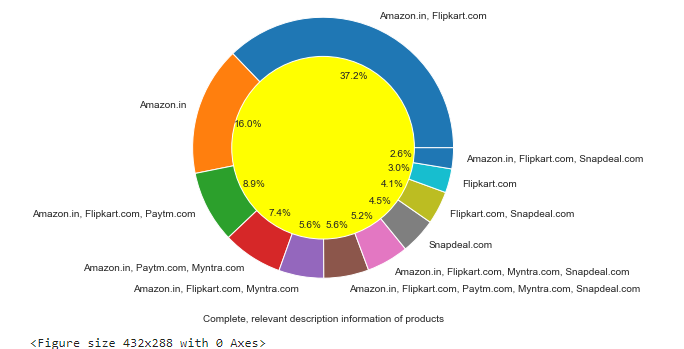 Amazon.in, Flipkart.com
37.2%
Amazon.in
16.0%
2.6%
Amazon.in, Flipkart.com, Snapdeal.com
3.0%
Flipkart.com
8.9%
4.1%
4.5%
Amazon.in, Flipkart.com, Paytm.com
7.4%
5.2%
Flipkart.com, Snapdeal.com
5.6%
5.6%
Snapdeal.com
Amazon.in, Paytm.com, Myntra.com
Amazon.in, Flipkart.com, Myntra.com, Snapdeal.com
Amazon.in, Flipkart.com, Myntra.com
Amazon.in, Flipkart.com, Paytm.com, Myntra.com, Snapdeal.com
Complete, relevant description information of products
<Figure size 432x288 with 0 Axes>